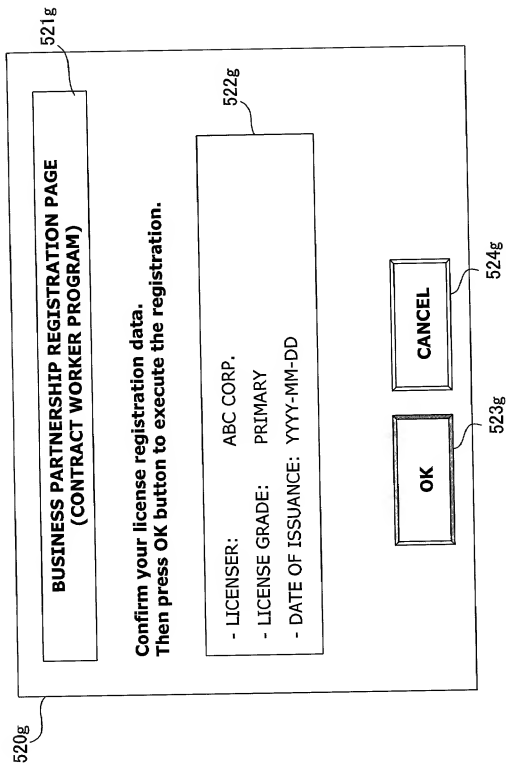 520g
521g
BUSINESS PARTNERSHIP REGISTRATION PAGE
(CONTRACT WORKER PROGRAM)
Confirm your license registration data.
Then press OK button to execute the registration.
522g
- LICENSER: ABC CORP.
- LICENSE GRADE: PRIMARY
- DATE OF ISSUANCE: YYYY-MM-DD
OK
CANCEL
523g
524g